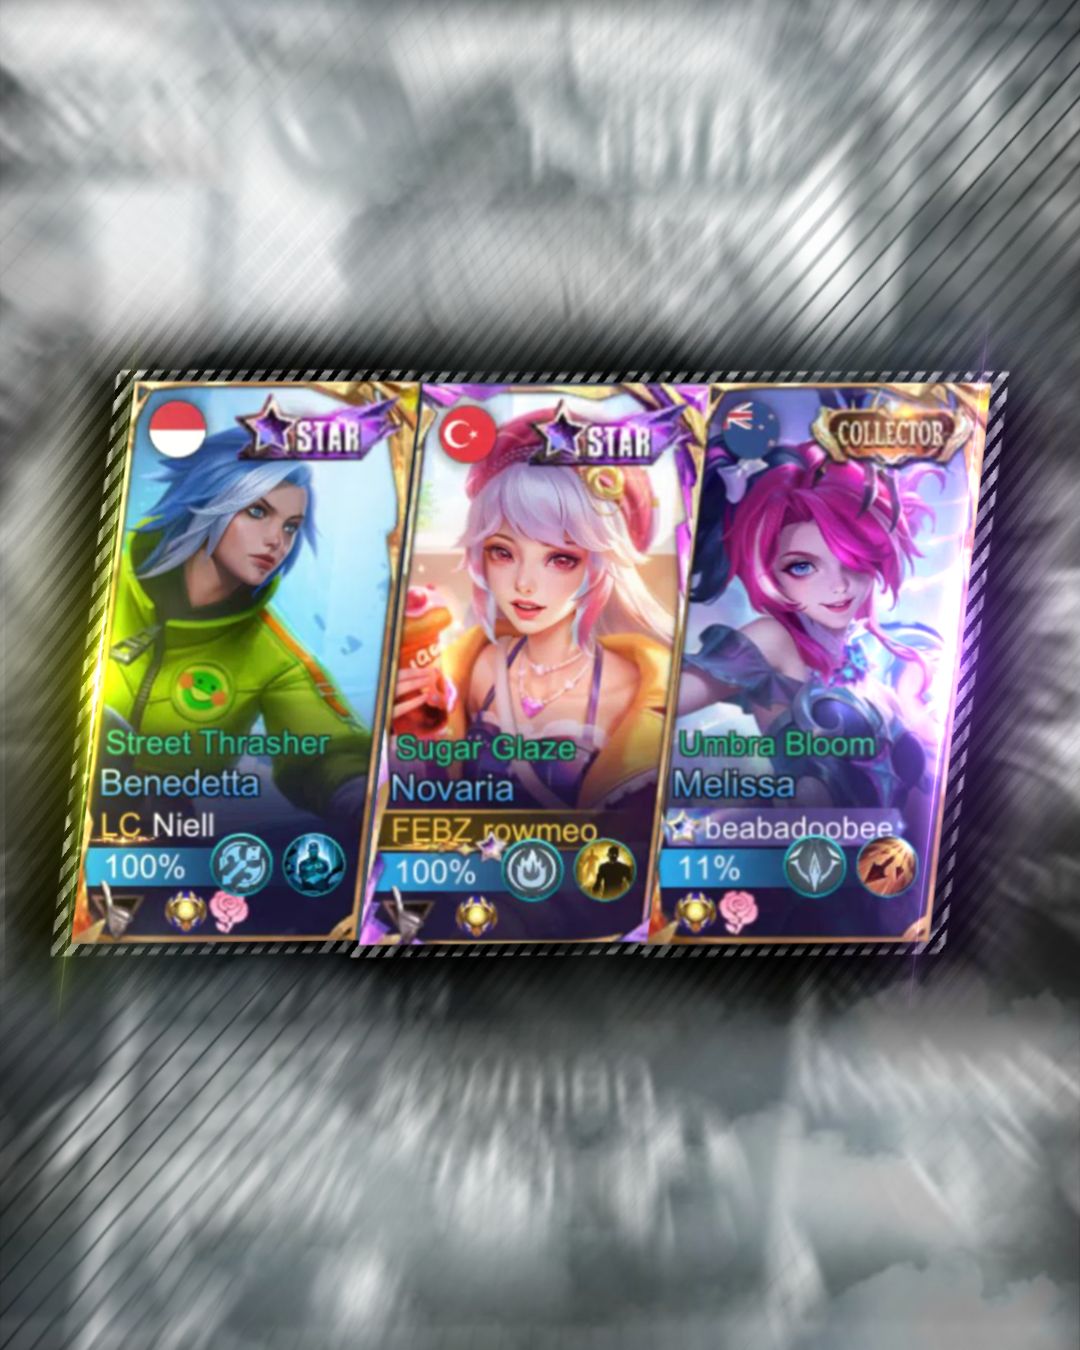 STAR
Street Thrasher
Benedetta
LC Niell
100%
STAR
Sugar Glaze
Novaria
FEBZ rowmeo
100%
COLLECTOR
Umbra Bloom
Melissa
beabadoobee
11%